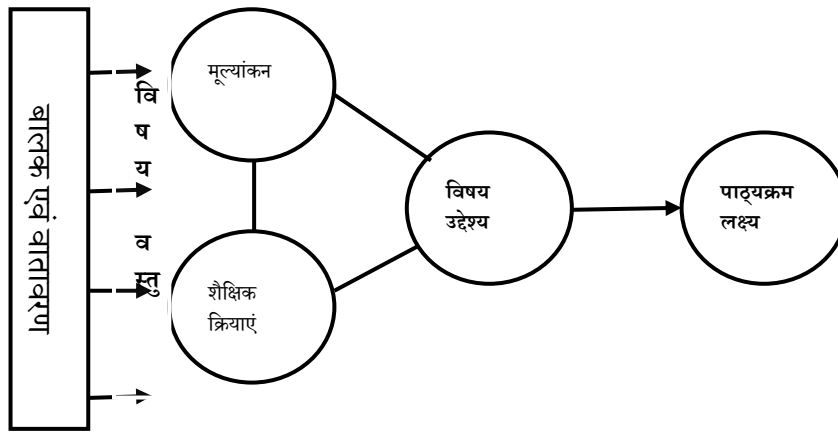 बालक एवं वातावरण
वि
ष
य
व
स्तु
मूल्यांकन
शैक्षिक
क्रियाएं
विषय
उद्देश्य
पाठ्यक्रम
लक्ष्य